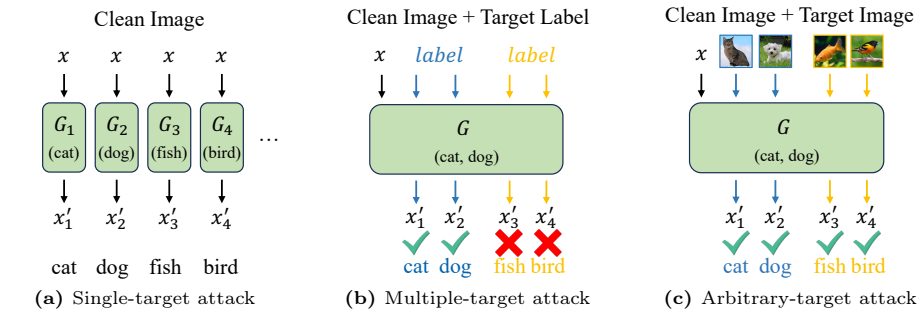 Clean Image
x x x x
G₁ G₂ G₃ G₄
(cat) (dog) (fish) (bird)
...
x′₁ x′₂ x′₃ x′₄
cat dog fish bird
(a) Single-target attack
Clean Image + Target Label
x label label
G
(cat, dog)
x′₁ x′₂ x′₃ x′₄
cat dog fish bird
(b) Multiple-target attack
Clean Image + Target Image
x
G
(cat, dog)
x′₁ x′₂ x′₃ x′₄
cat dog fish bird
(c) Arbitrary-target attack